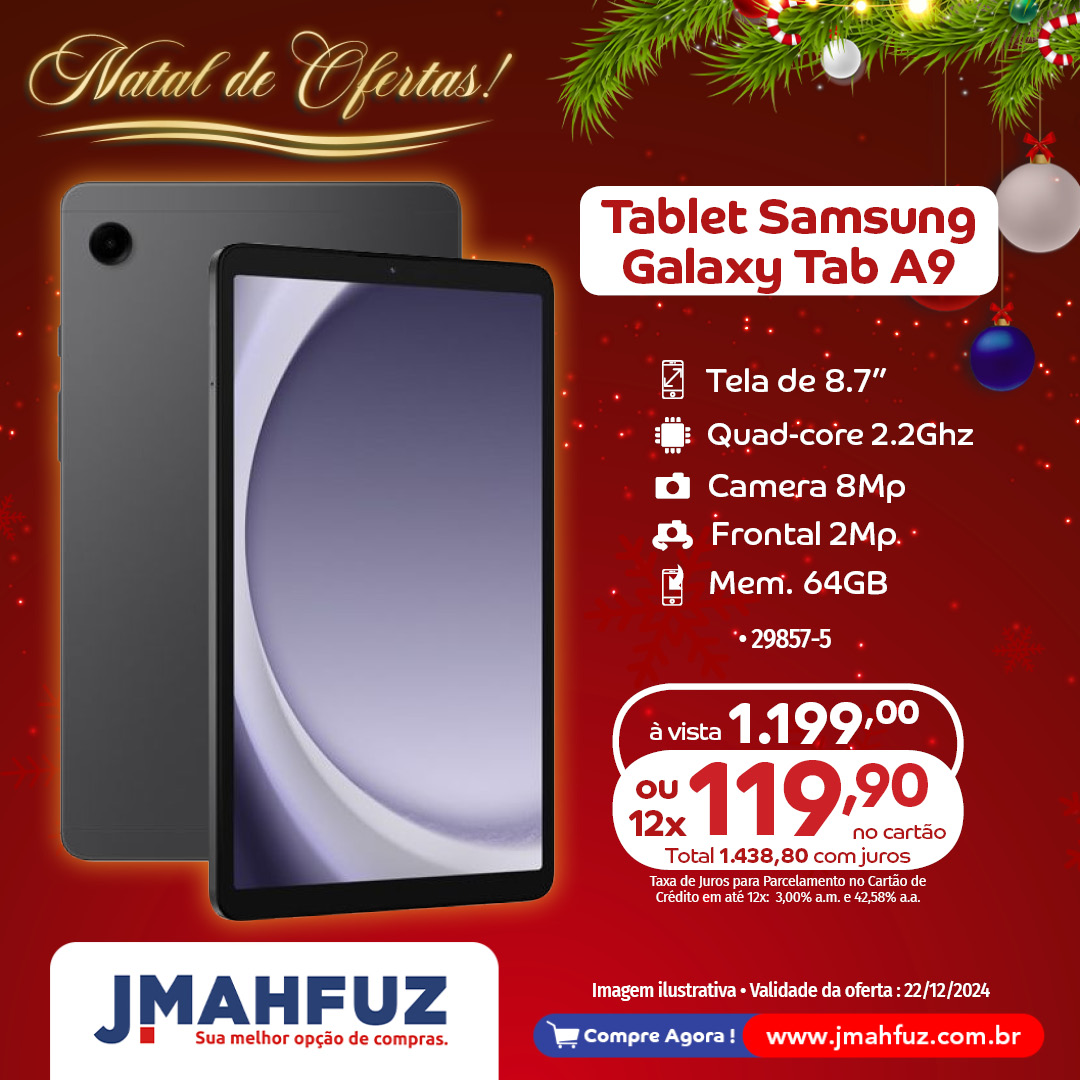 Natal de Ofertas!
Tablet Samsung
Galaxy Tab A9
Tela de 8.7”
Quad-core 2.2Ghz
Camera 8Mp
Frontal 2Mp
Mem. 64GB
• 29857-5
à vista 1.199,00
ou 12x 119,90
no cartão
Total 1.438,80 com juros
Taxa de Juros para Parcelamento no Cartão de
Crédito em até 12x: 3,00% a.m. e 42,58% a.a.
JMAHFUZ
Sua melhor opção de compras.
Imagem ilustrativa • Validade da oferta : 22/12/2024
Compre Agora ! www.jmahfuz.com.br